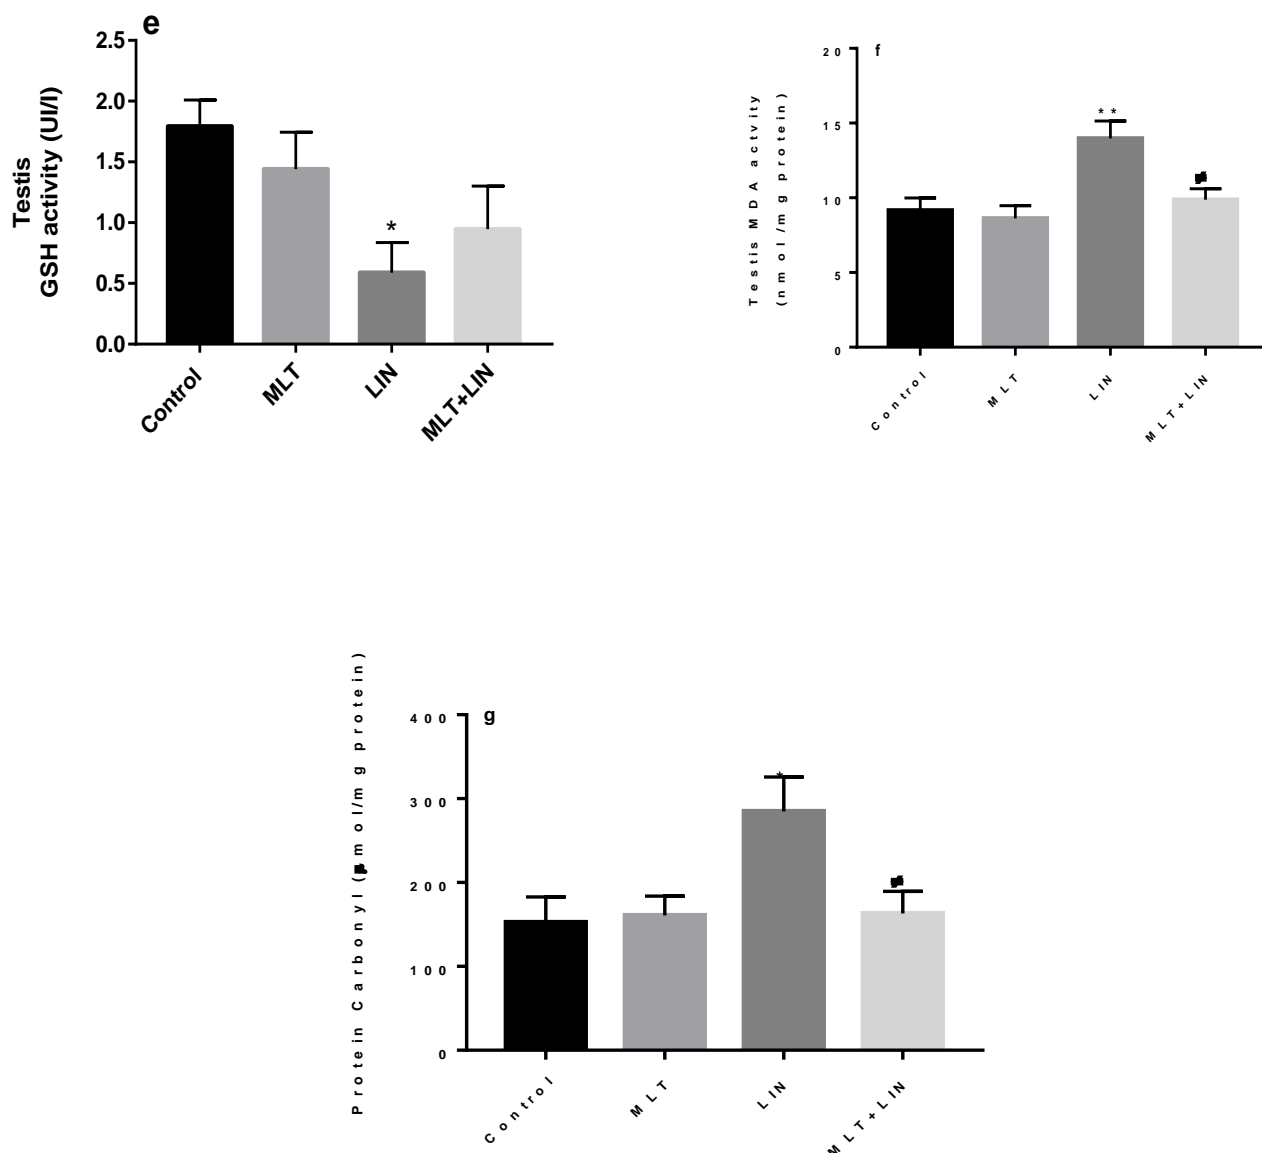 e
2.5
2.0
1.5
1.0
0.5
0.0
Testis
GSH activity (UI/l)
*
Control
MLT
LIN
MLT+LIN
f
20
15
10
5
0
Testis MDA actvity
(nmol/mg protein)
**
Control
MLT
LIN
MLT+LIN
g
400
300
200
100
0
Protein Carbonyl ( mol/mg protein)
*
Control
MLT
LIN
MLT+LIN